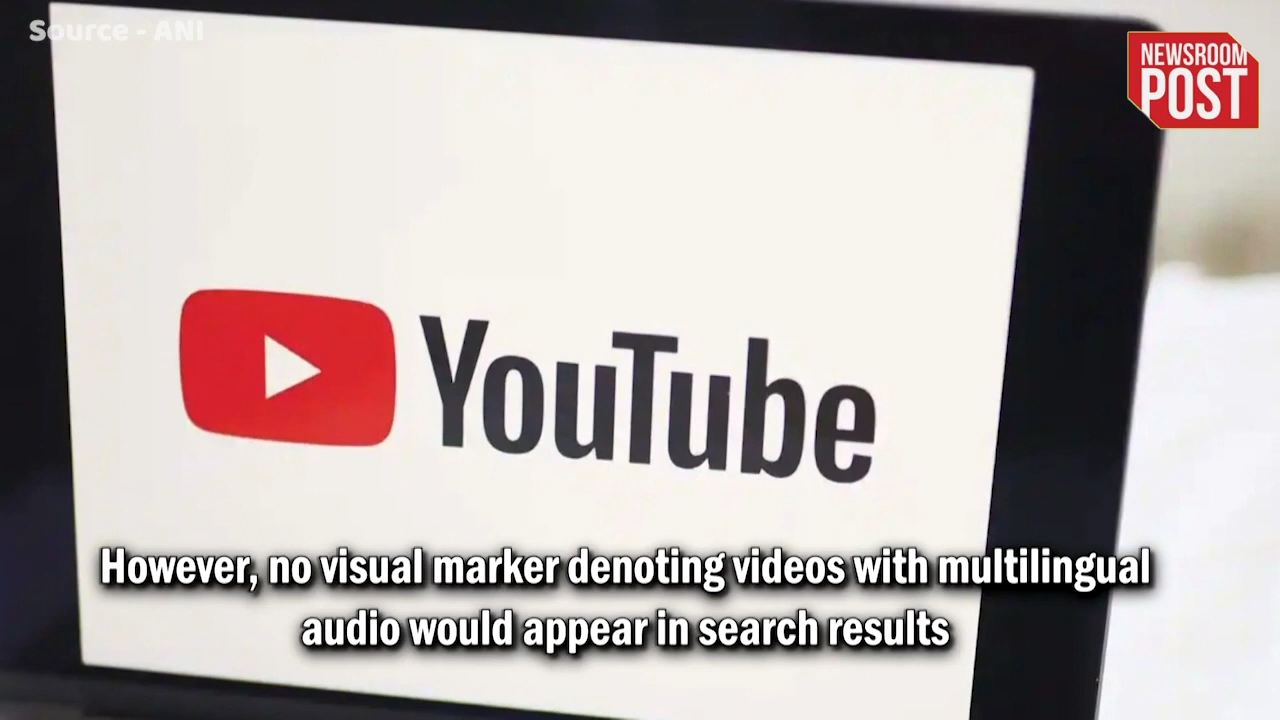 Source - ANI
NEWSROOM
POST
YouTube
However, no visual marker denoting videos with multilingual
audio would appear in search results